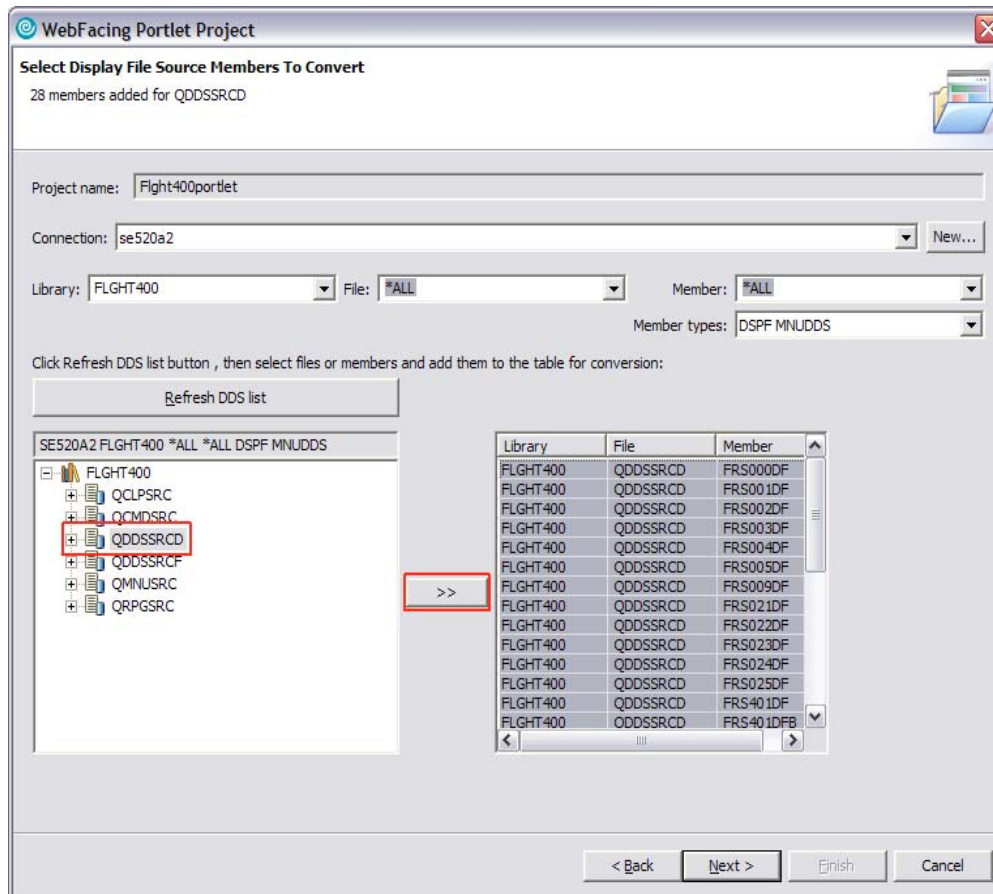 WebFacing Portlet Project
Select Display File Source Members To Convert
28 members added for QDDSSRCD
Project name: Flght400portlet
Connection: se520a2 New...
Library: FLGHT400 File: *ALL Member: *ALL
Member types: DSPF MNUDDS
Click Refresh DDS list button , then select files or members and add them to the table for conversion:
Refresh DDS list
SE520A2 FLGHT400 *ALL *ALL DSPF MNUDDS
FLGHT400
QCLPSRC
QCMDSRC
QDDSSRCD
QDDSSRCF
QMNUSRC
QRPGSRC
>>
Library File Member
FLGHT400 QDDSSRCD FRS000DF
FLGHT400 QDDSSRCD FRS001DF
FLGHT400 QDDSSRCD FRS002DF
FLGHT400 QDDSSRCD FRS003DF
FLGHT400 QDDSSRCD FRS004DF
FLGHT400 QDDSSRCD FRS005DF
FLGHT400 QDDSSRCD FRS009DF
FLGHT400 QDDSSRCD FRS021DF
FLGHT400 QDDSSRCD FRS022DF
FLGHT400 QDDSSRCD FRS023DF
FLGHT400 QDDSSRCD FRS024DF
FLGHT400 QDDSSRCD FRS025DF
FLGHT400 QDDSSRCD FRS401DF
FLGHT400 QDDSSRCD FRS401DFB
< Back Next > Finish Cancel